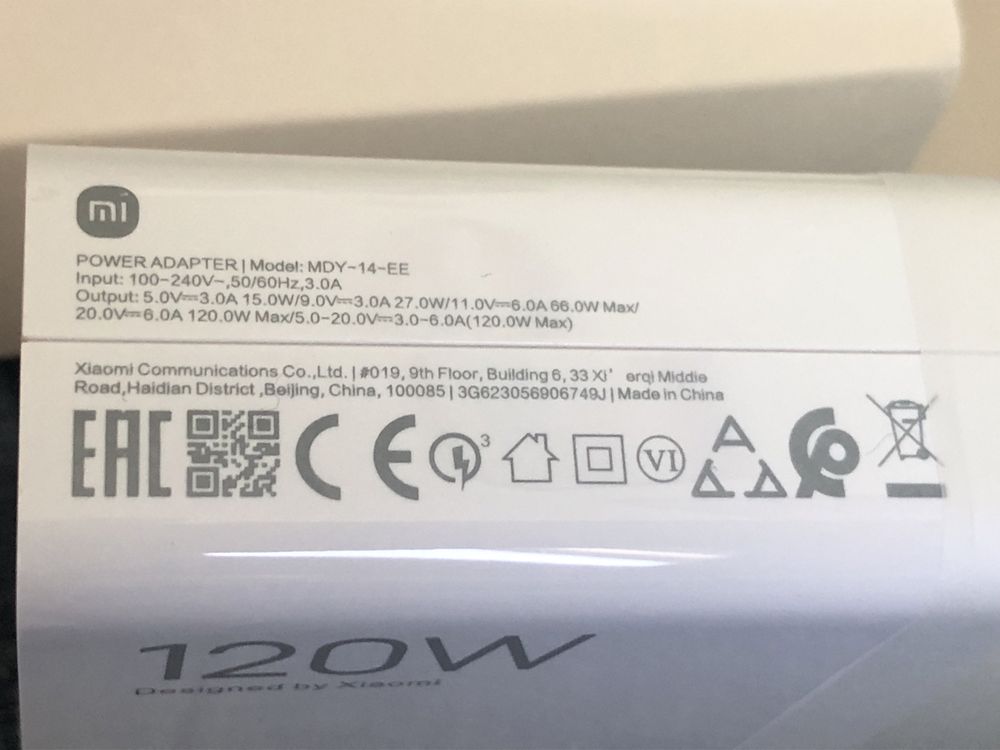 mi
POWER ADAPTER | Model: MDY-14-EE
Input: 100-240V~,50/60Hz,3.0A
Output: 5.0V⎓3.0A 15.0W/9.0V⎓3.0A 27.0W/11.0V⎓6.0A 66.0W Max/
20.0V⎓6.0A 120.0W Max/5.0-20.0V⎓3.0-6.0A(120.0W Max)
Xiaomi Communications Co.,Ltd. | #019, 9th Floor, Building 6, 33 Xi' erqi Middle
Road,Haidian District ,Beijing, China, 100085 | 3G623056906749J | Made in China
EAC CE 3 VI
120W
Designed by Xiaomi